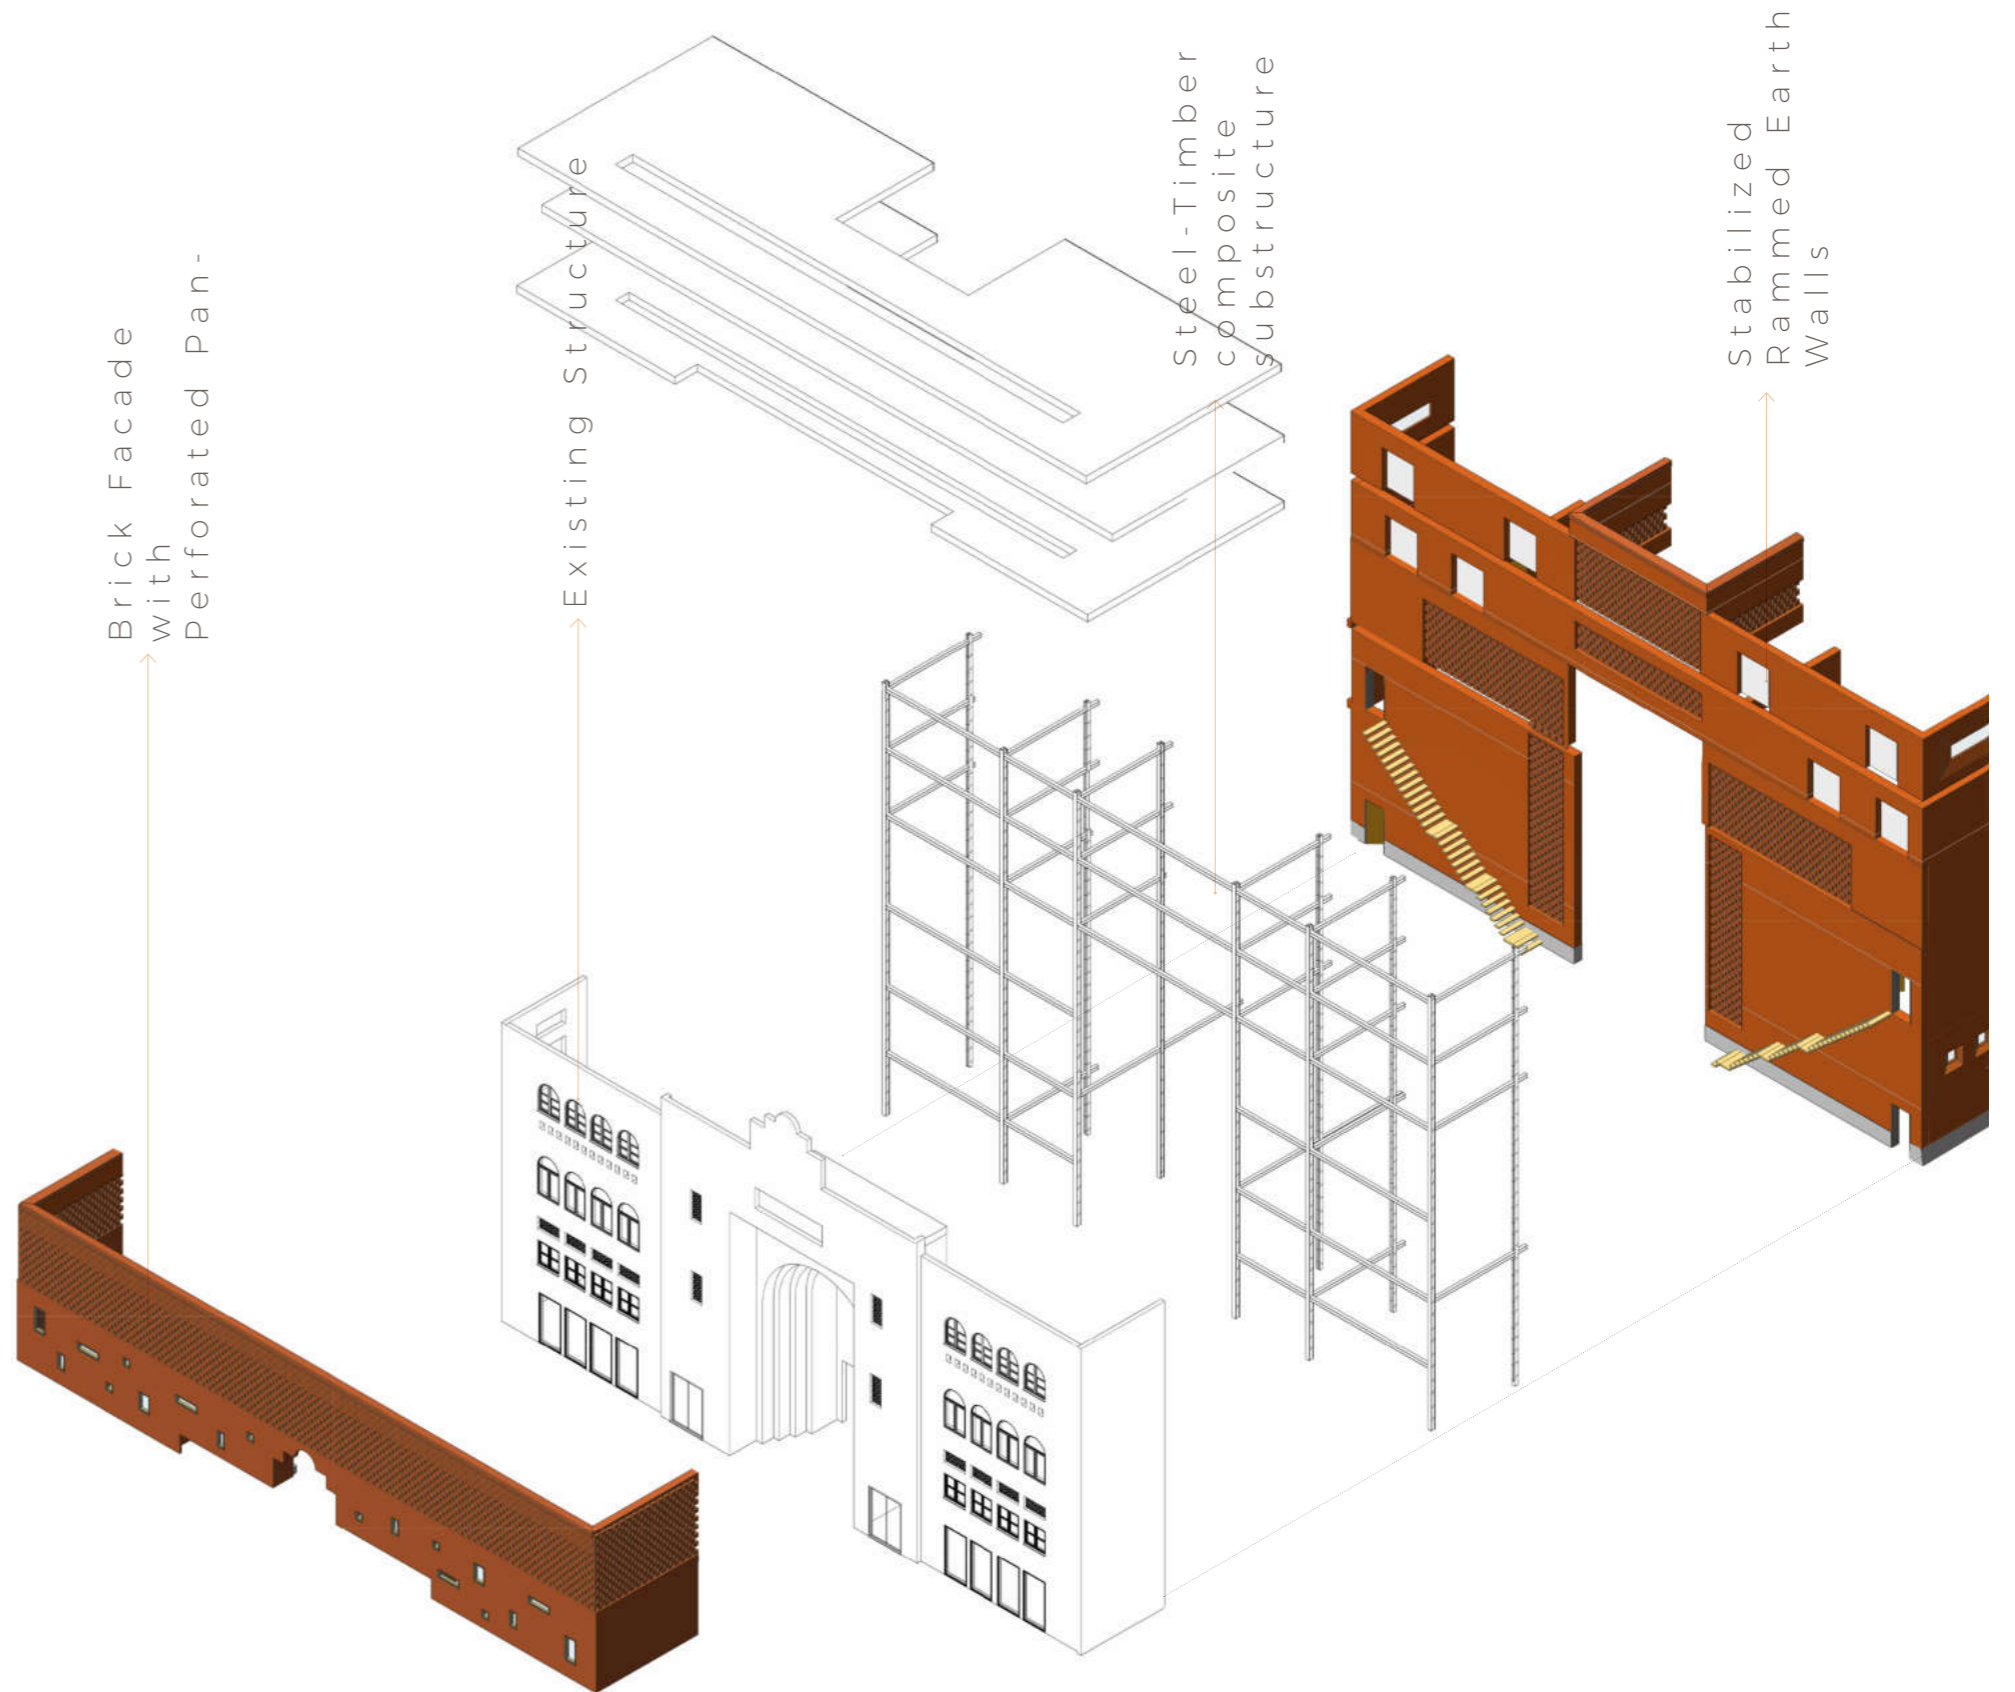 Brick Facade
with
Perforated Pan-
Existing Structure
Steel-Timber
composite
substructure
Stabilized
Rammed Earth
Walls